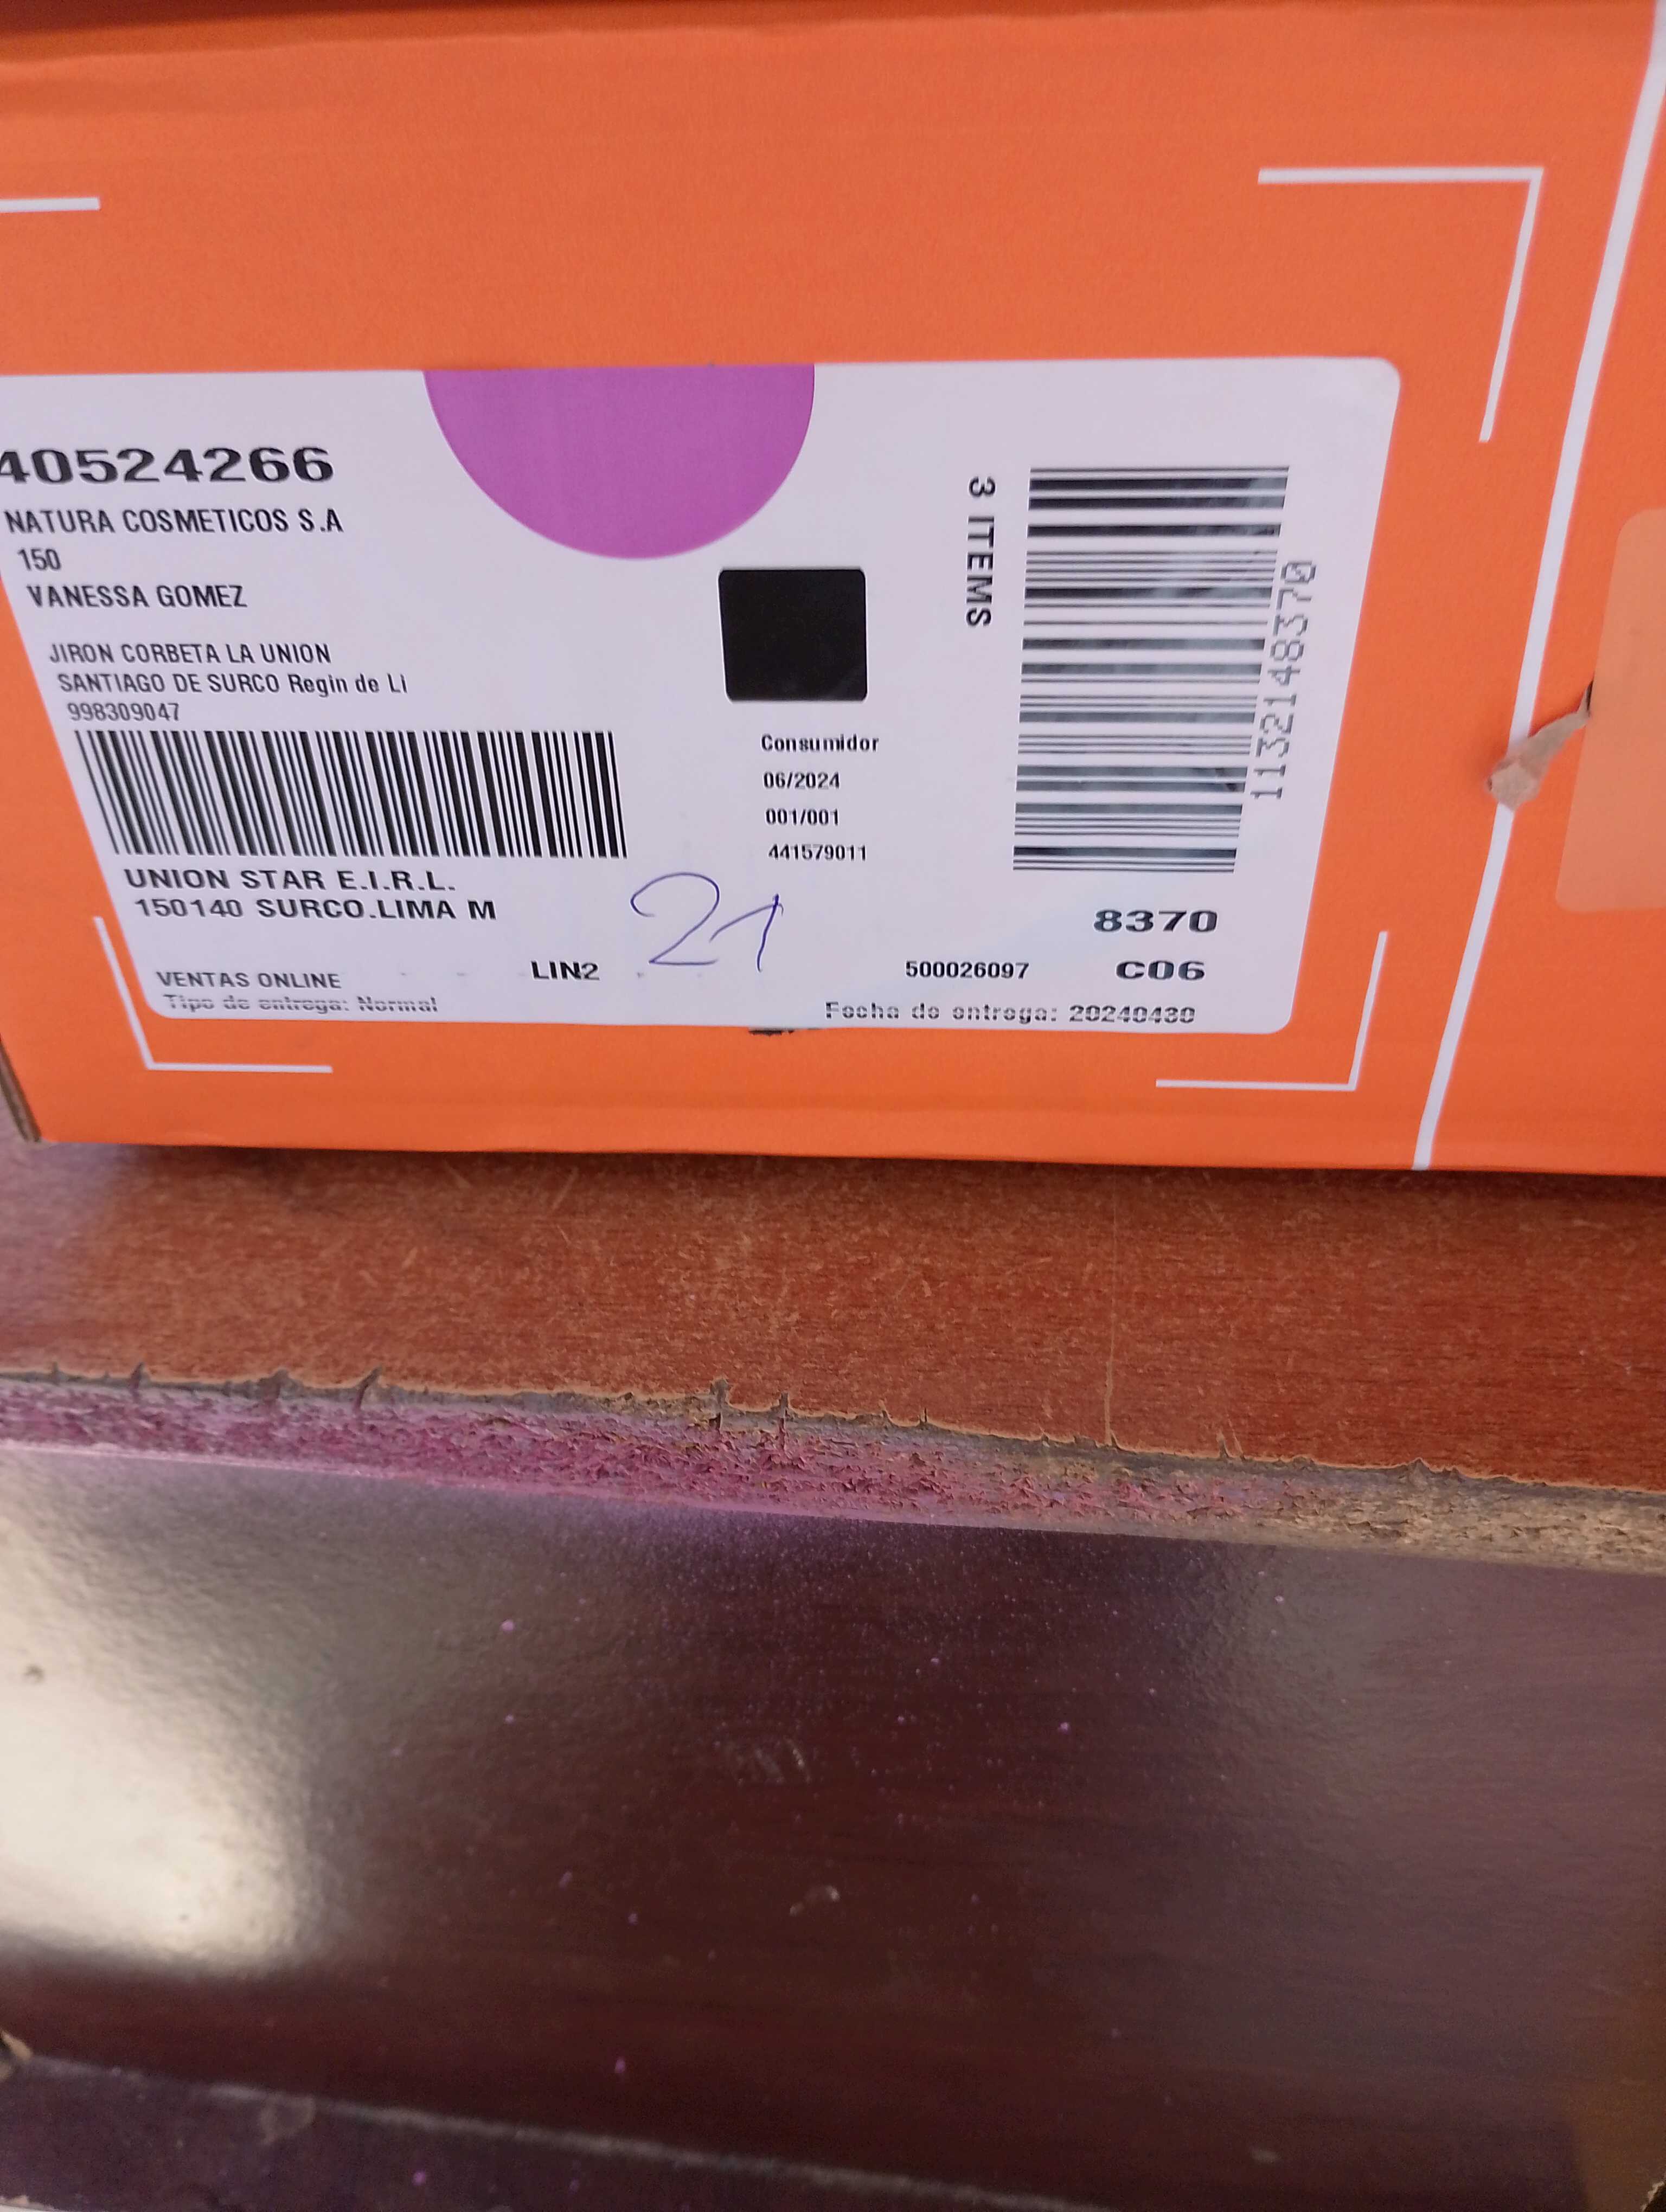 40524266
NATURA COSMETICOS S.A
150
VANESSA GOMEZ
JIRON CORBETA LA UNION
SANTIAGO DE SURCO Regin de Li
998309047
UNION STAR E.I.R.L.
150140 SURCO.LIMA M
VENTAS ONLINE
LIN2
Tipo de entrega: Normal
Consumidor
06/2024
001/001
441579011
21
3 ITEMS
1132148370
8370
500026097
C06
Fecha de entrega: 20240430